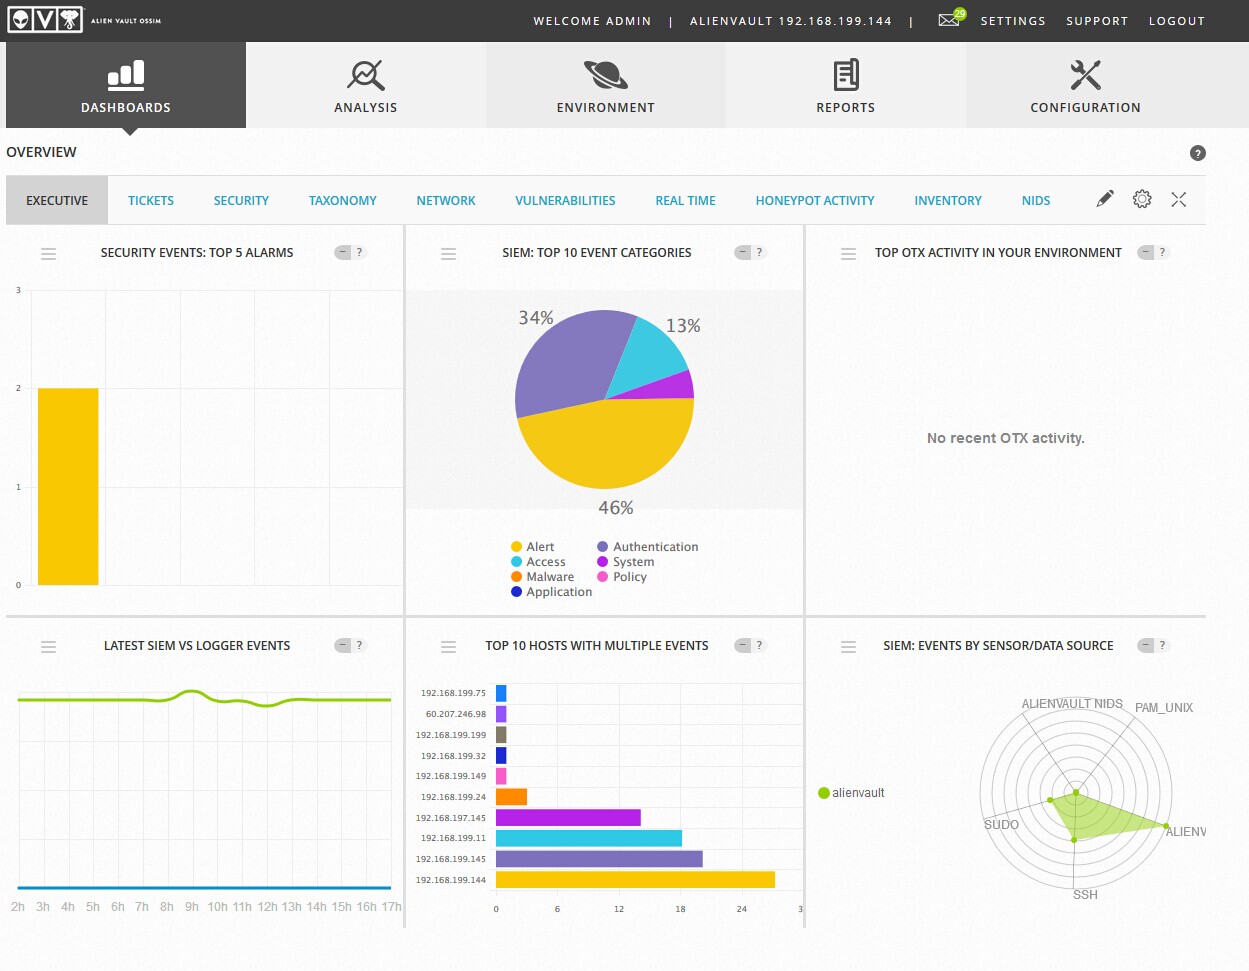 ALIEN VAULT OSSIM
WELCOME ADMIN | ALIENVAULT 192.168.199.144 | 29 SETTINGS SUPPORT LOGOUT
DASHBOARDS ANALYSIS ENVIRONMENT REPORTS CONFIGURATION
OVERVIEW ?
EXECUTIVE TICKETS SECURITY TAXONOMY NETWORK VULNERABILITIES REAL TIME HONEYPOT ACTIVITY INVENTORY NIDS
SECURITY EVENTS: TOP 5 ALARMS − ?
3
2
1
0
SIEM: TOP 10 EVENT CATEGORIES − ?
34%
13%
46%
Alert Authentication
Access System
Malware Policy
Application
TOP OTX ACTIVITY IN YOUR ENVIRONMENT − ?
No recent OTX activity.
LATEST SIEM VS LOGGER EVENTS − ?
2h 3h 4h 5h 6h 7h 8h 9h 10h 11h 12h 13h 14h 15h 16h 17h
TOP 10 HOSTS WITH MULTIPLE EVENTS − ?
192.168.199.75
60.207.246.98
192.168.199.199
192.168.199.32
192.168.199.149
192.168.199.24
192.168.197.145
192.168.199.11
192.168.199.145
192.168.199.144
0 6 12 18 24 3
SIEM: EVENTS BY SENSOR/DATA SOURCE − ?
ALIENVAULT NIDS PAM_UNIX
alienvault
SUDO
ALIENV
SSH